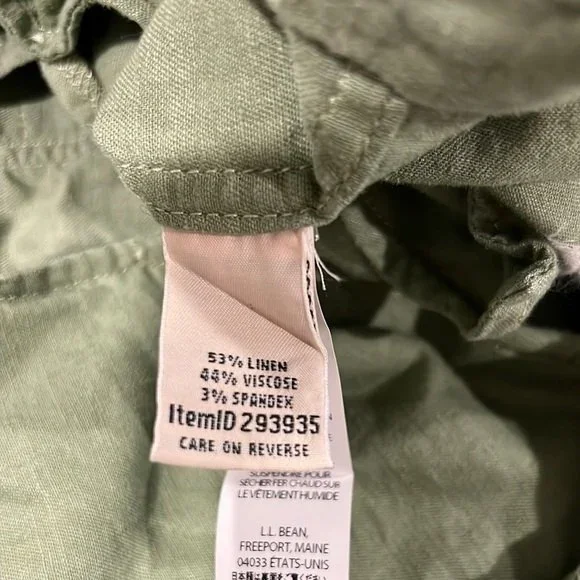 53% LINEN
44% VISCOSE
3% SPANDEX
ItemID 293935
CARE ON REVERSE
SUSPENDRE POUR
SÉCHER FER CHAUD SUR
LE VÊTEMENT HUMIDE
L.L. BEAN,
FREEPORT, MAINE
04033 ÉTATS-UNIS